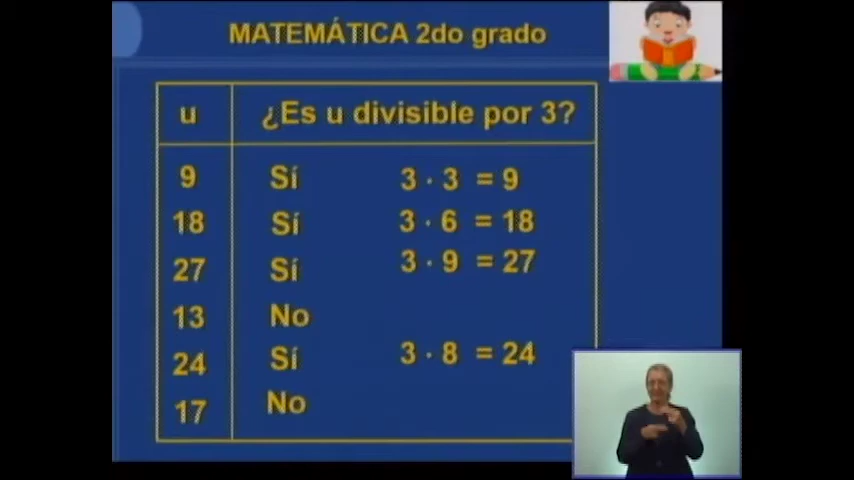 MATEMÁTICA 2do grado
u ¿Es u divisible por 3?
9 Sí 3 · 3 = 9
18 Sí 3 · 6 = 18
27 Sí 3 · 9 = 27
13 No
24 Sí 3 · 8 = 24
17 No